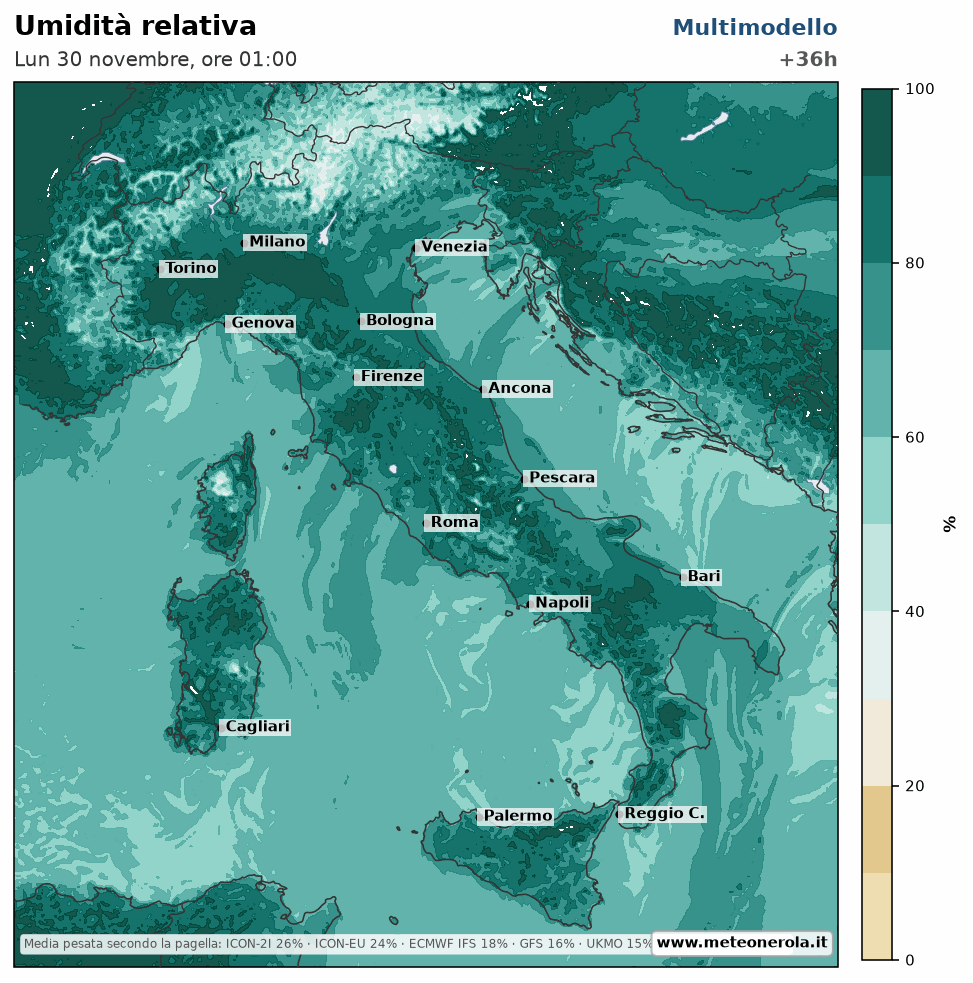 Umidità relativa
Multimodello
Lun 30 novembre, ore 01:00
+36h
100
80
60
40
20
0
%
Milano
Venezia
Torino
Genova
Bologna
Firenze
Ancona
Pescara
Roma
Bari
Napoli
Cagliari
Palermo
Reggio C.
Media pesata secondo la pagella: ICON-2I 26% · ICON-EU 24% · ECMWF IFS 18% · GFS 16% · UKMO 15%
www.meteonerola.it